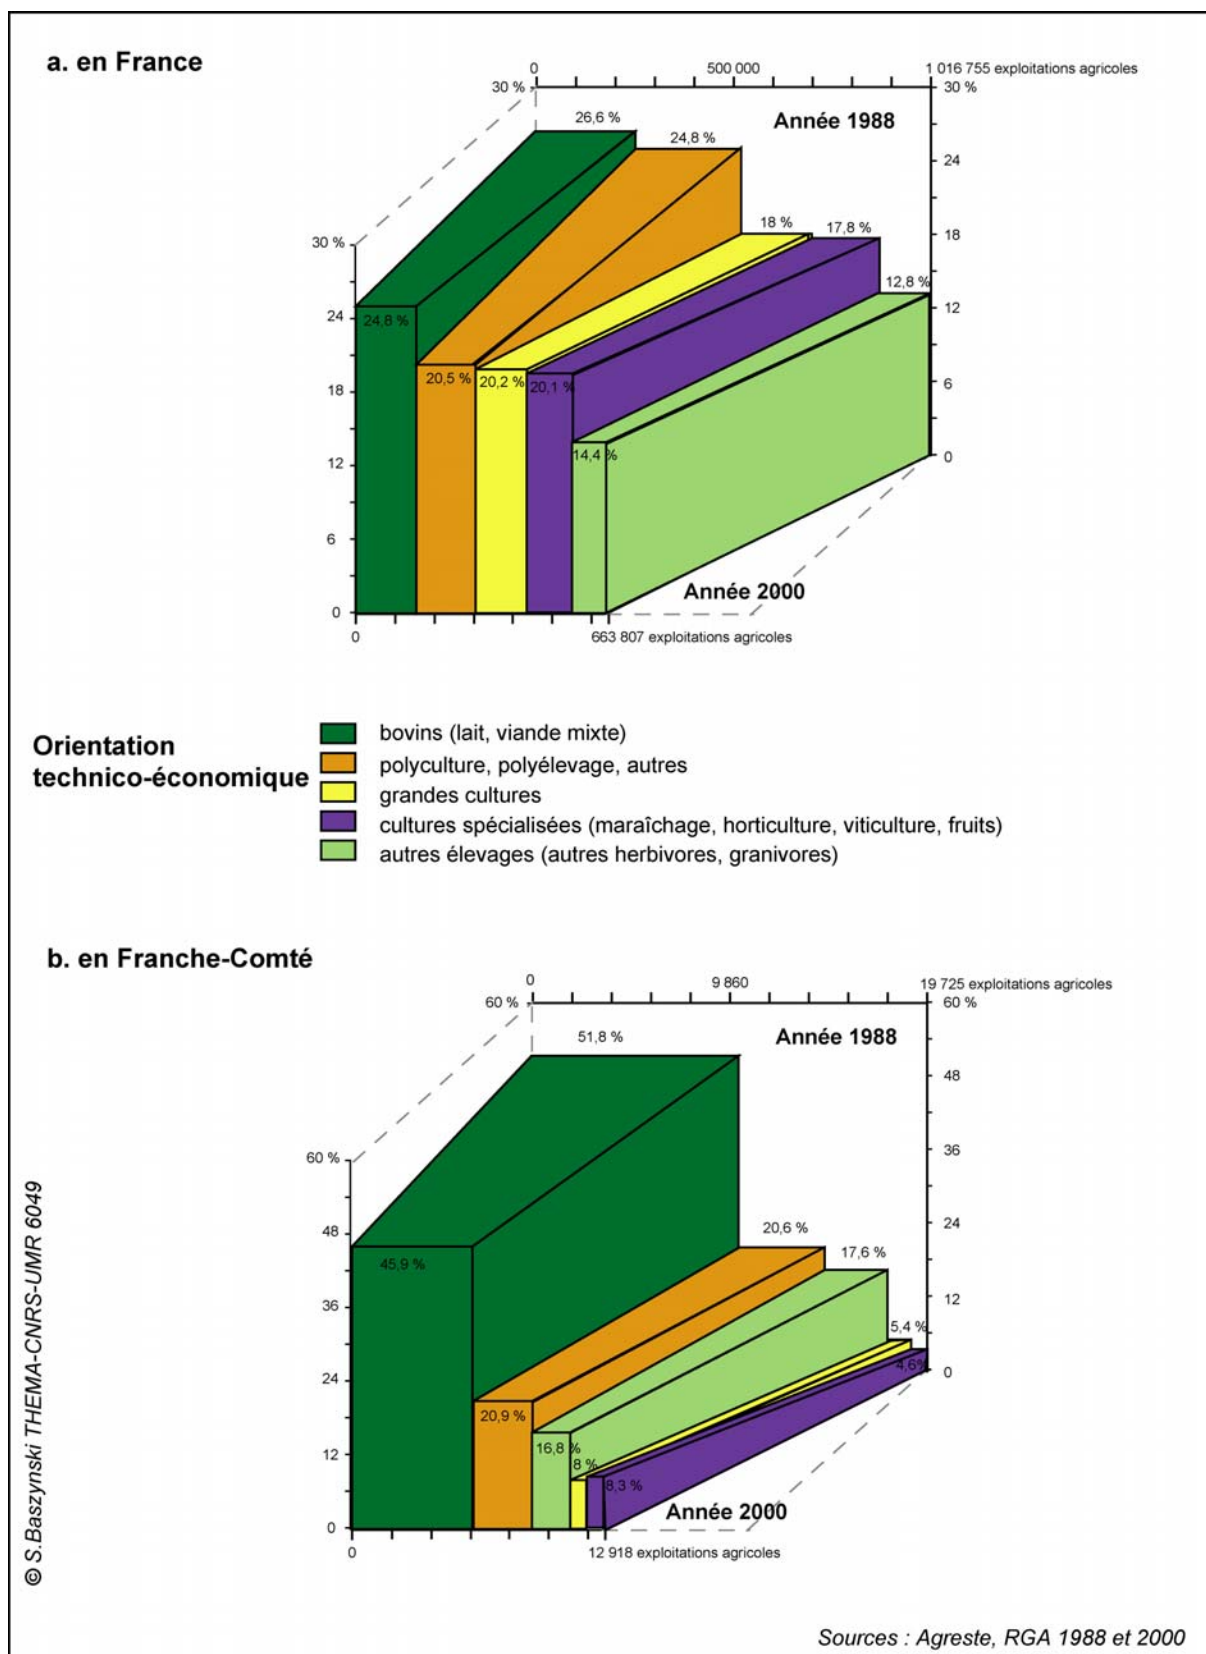 a. en France
0 500 000 1 016 755 exploitations agricoles
30 % 30 %
Année 1988
26,6 %
24,8 %
24
18 % 17,8 %
18
30 %
12,8 %
24
24,8 %
12
20,5 % 20,2 % 20,1 %
18
6
14,4 %
12
0
6
Année 2000
0
0 663 807 exploitations agricoles
Orientation
technico-économique
bovins (lait, viande mixte)
polyculture, polyélevage, autres
grandes cultures
cultures spécialisées (maraîchage, horticulture, viticulture, fruits)
autres élevages (autres herbivores, granivores)
b. en Franche-Comté
0 9 860 19 725 exploitations agricoles
60 % 60 %
Année 1988
51,8 %
48
60 %
36
48
24
20,6 %
17,6 %
45,9 %
36
12
5,4 %
4,6%
0
24
20,9 %
16,8 %
12
8 %
8,3 %
Année 2000
0
0 12 918 exploitations agricoles
© S.Baszynski THEMA-CNRS-UMR 6049
Sources : Agreste, RGA 1988 et 2000